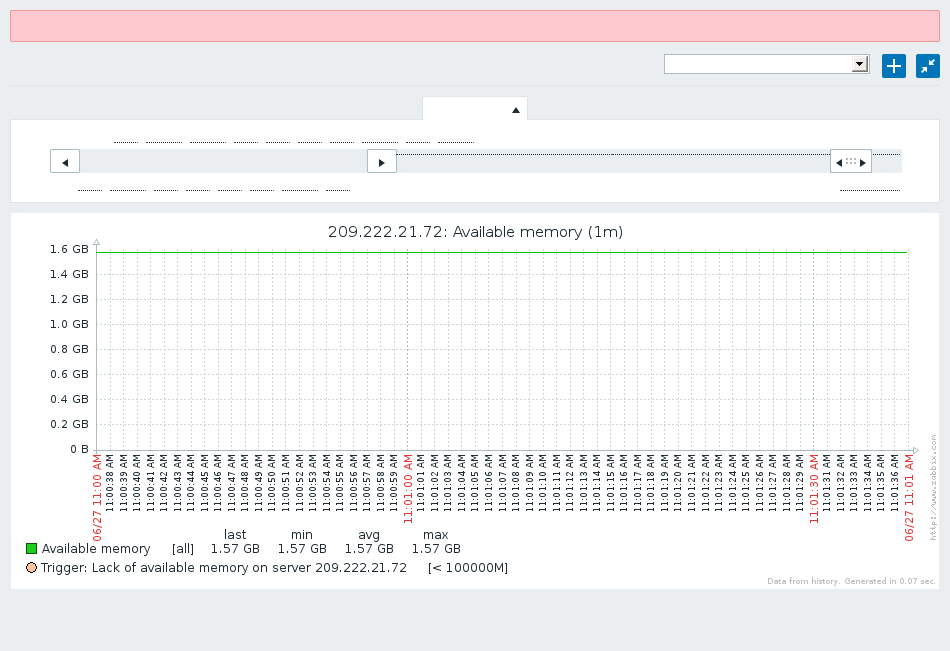 209.222.21.72: Available memory (1m)
1.6 GB
1.4 GB
1.2 GB
1.0 GB
0.8 GB
0.6 GB
0.4 GB
0.2 GB
0 B
06/27 11:00 AM
11:00:38 AM
11:00:39 AM
11:00:40 AM
11:00:41 AM
11:00:42 AM
11:00:43 AM
11:00:44 AM
11:00:45 AM
11:00:46 AM
11:00:47 AM
11:00:48 AM
11:00:49 AM
11:00:50 AM
11:00:51 AM
11:00:52 AM
11:00:53 AM
11:00:54 AM
11:00:55 AM
11:00:56 AM
11:00:57 AM
11:00:58 AM
11:00:59 AM
11:01:00 AM
11:01:01 AM
11:01:02 AM
11:01:03 AM
11:01:04 AM
11:01:05 AM
11:01:06 AM
11:01:07 AM
11:01:08 AM
11:01:09 AM
11:01:10 AM
11:01:11 AM
11:01:12 AM
11:01:13 AM
11:01:14 AM
11:01:15 AM
11:01:16 AM
11:01:17 AM
11:01:18 AM
11:01:19 AM
11:01:20 AM
11:01:21 AM
11:01:22 AM
11:01:23 AM
11:01:24 AM
11:01:25 AM
11:01:26 AM
11:01:27 AM
11:01:28 AM
11:01:29 AM
11:01:30 AM
11:01:31 AM
11:01:32 AM
11:01:33 AM
11:01:34 AM
11:01:35 AM
11:01:36 AM
06/27 11:01 AM
http://www.zabbix.com
last min avg max
Available memory [all] 1.57 GB 1.57 GB 1.57 GB 1.57 GB
Trigger: Lack of available memory on server 209.222.21.72 [< 100000M]
Data from history. Generated in 0.07 sec.